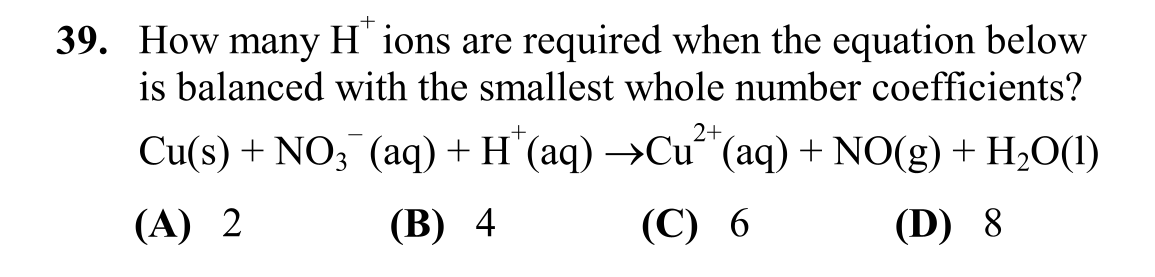 39. How many H⁺ ions are required when the equation below
is balanced with the smallest whole number coefficients?
Cu(s) + NO₃⁻(aq) + H⁺(aq) →Cu²⁺(aq) + NO(g) + H₂O(l)
(A) 2 (B) 4 (C) 6 (D) 8